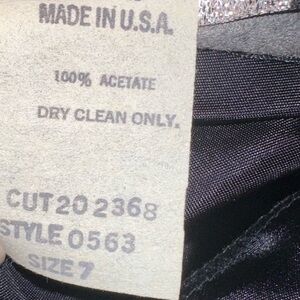 MADE IN U.S.A.
100% ACETATE
DRY CLEAN ONLY.
CUT 20 2368
STYLE 0563
SIZE 7